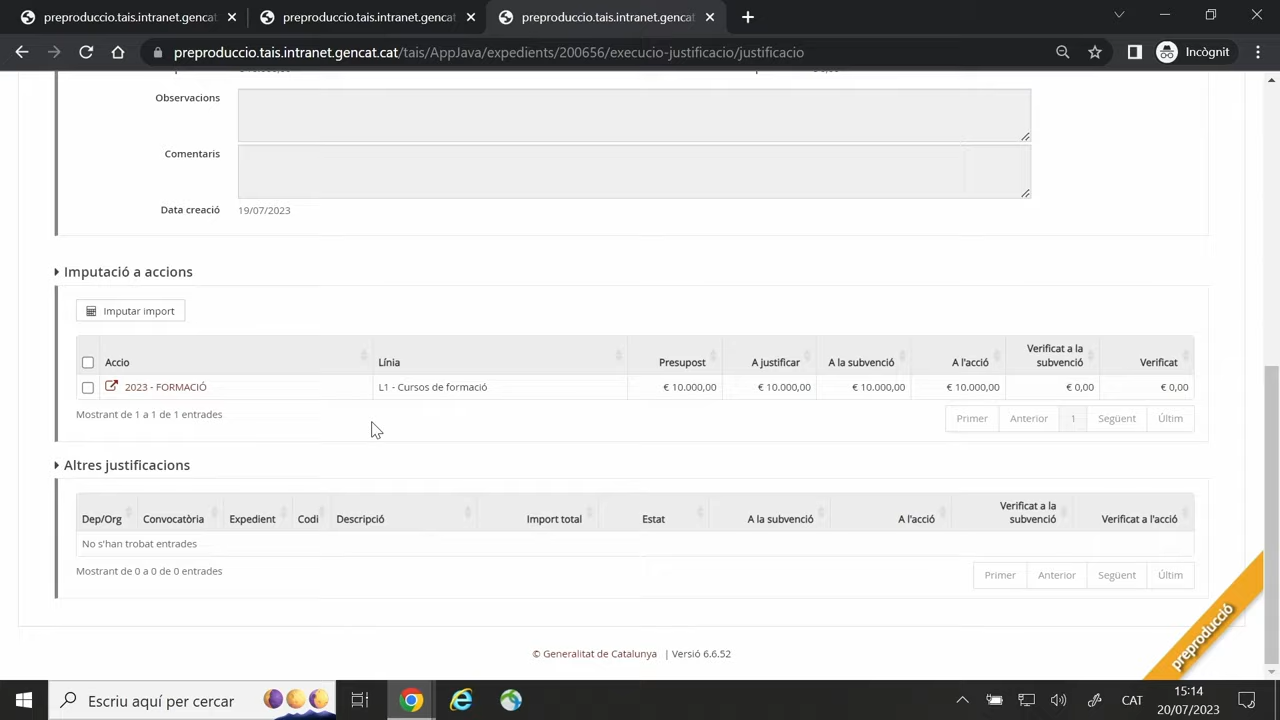 preproduccio.tais.intranet.gencat
preproduccio.tais.intranet.gencat
preproduccio.tais.intranet.gencat
preproduccio.tais.intranet.gencat.cat/tais/AppJava/expedients/200656/execucio-justificacio/justificacio
Incògnit
Observacions
Comentaris
Data creació 19/07/2023
Imputació a accions
Imputar import
Accio Línia Presupost A justificar A la subvenció A l'acció Verificat a la subvenció Verificat
2023 - FORMACIÓ L1 - Cursos de formació € 10.000,00 € 10.000,00 € 10.000,00 € 10.000,00 € 0,00 € 0,00
Mostrant de 1 a 1 de 1 entrades
Primer Anterior 1 Següent Últim
Altres justificacions
Dep/Org Convocatòria Expedient Codi Descripció Import total Estat A la subvenció A l'acció Verificat a la subvenció Verificat a l'acció
No s'han trobat entrades
Mostrant de 0 a 0 de 0 entrades
Primer Anterior Següent Últim
preproducció
© Generalitat de Catalunya | Versió 6.6.52
Escriu aquí per cercar
CAT
15:14
20/07/2023